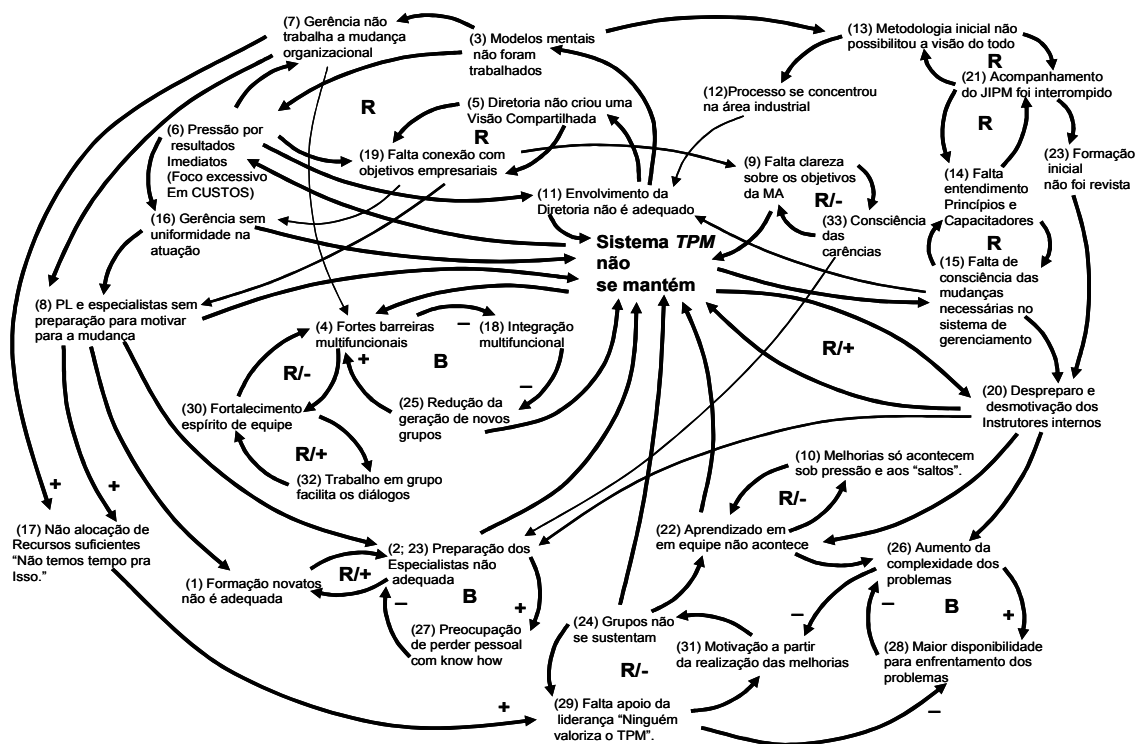 (7) Gerência não
trabalha a mudança
organizacional
(3) Modelos mentais
não foram
trabalhados
(13) Metodologia inicial não
possibilitou a visão do todo
R
(21) Acompanhamento
do JIPM foi interrompido
(12)Processo se concentrou
na área industrial
R
(5) Diretoria não criou uma
Visão Compartilhada
R
(6) Pressão por
resultados
Imediatos
(Foco excessivo
Em CUSTOS)
(19) Falta conexão com
objetivos empresariais
R
(23) Formação
inicial
não foi revista
(9) Falta clareza
sobre os objetivos
da MA
(14) Falta
entendimento
Princípios e
Capacitadores
(11) Envolvimento da
Diretoria não é adequado
R/-
(33) Consciência
das
carências
(16) Gerência sem
uniformidade na
atuação
Sistema TPM
não
se mantém
R
(15) Falta de
consciência das
mudanças
necessárias no
sistema de
gerenciamento
(8) PL e especialistas sem
preparação para motivar
para a mudança
(4) Fortes barreiras
multifuncionais
–
(18) Integração
multifuncional
+
B
R/-
–
R/+
(20) Despreparo e
desmotivação dos
Instrutores internos
(25) Redução da
geração de novos
grupos
(30) Fortalecimento
espírito de equipe
R/+
(32) Trabalho em grupo
facilita os diálogos
(10) Melhorias só acontecem
sob pressão e aos “saltos”.
R/-
+
+
(17) Não alocação de
Recursos suficientes
“Não temos tempo pra
Isso.”
(2; 23) Preparação dos
Especialistas não
adequada
(22) Aprendizado em
em equipe não acontece
(26) Aumento da
complexidade dos
problemas
(1) Formação novatos
não é adequada
R/+
B
–
+
(27) Preocupação
de perder pessoal
com know how
(24) Grupos não
se sustentam
–
–
B
+
(31) Motivação a partir
da realização das melhorias
(28) Maior disponibilidade
para enfrentamento dos
problemas
R/-
+
(29) Falta apoio da
liderança “Ninguém
valoriza o TPM”.
–